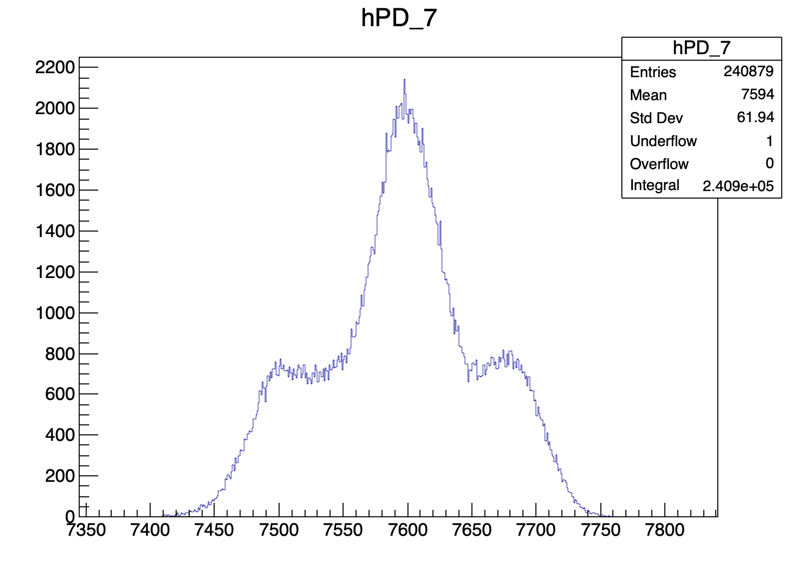 hPD_7
hPD_7
Entries 240879
Mean 7594
Std Dev 61.94
Underflow 1
Overflow 0
Integral 2.409e+05
2200
2000
1800
1600
1400
1200
1000
800
600
400
200
0
7350 7400 7450 7500 7550 7600 7650 7700 7750 7800